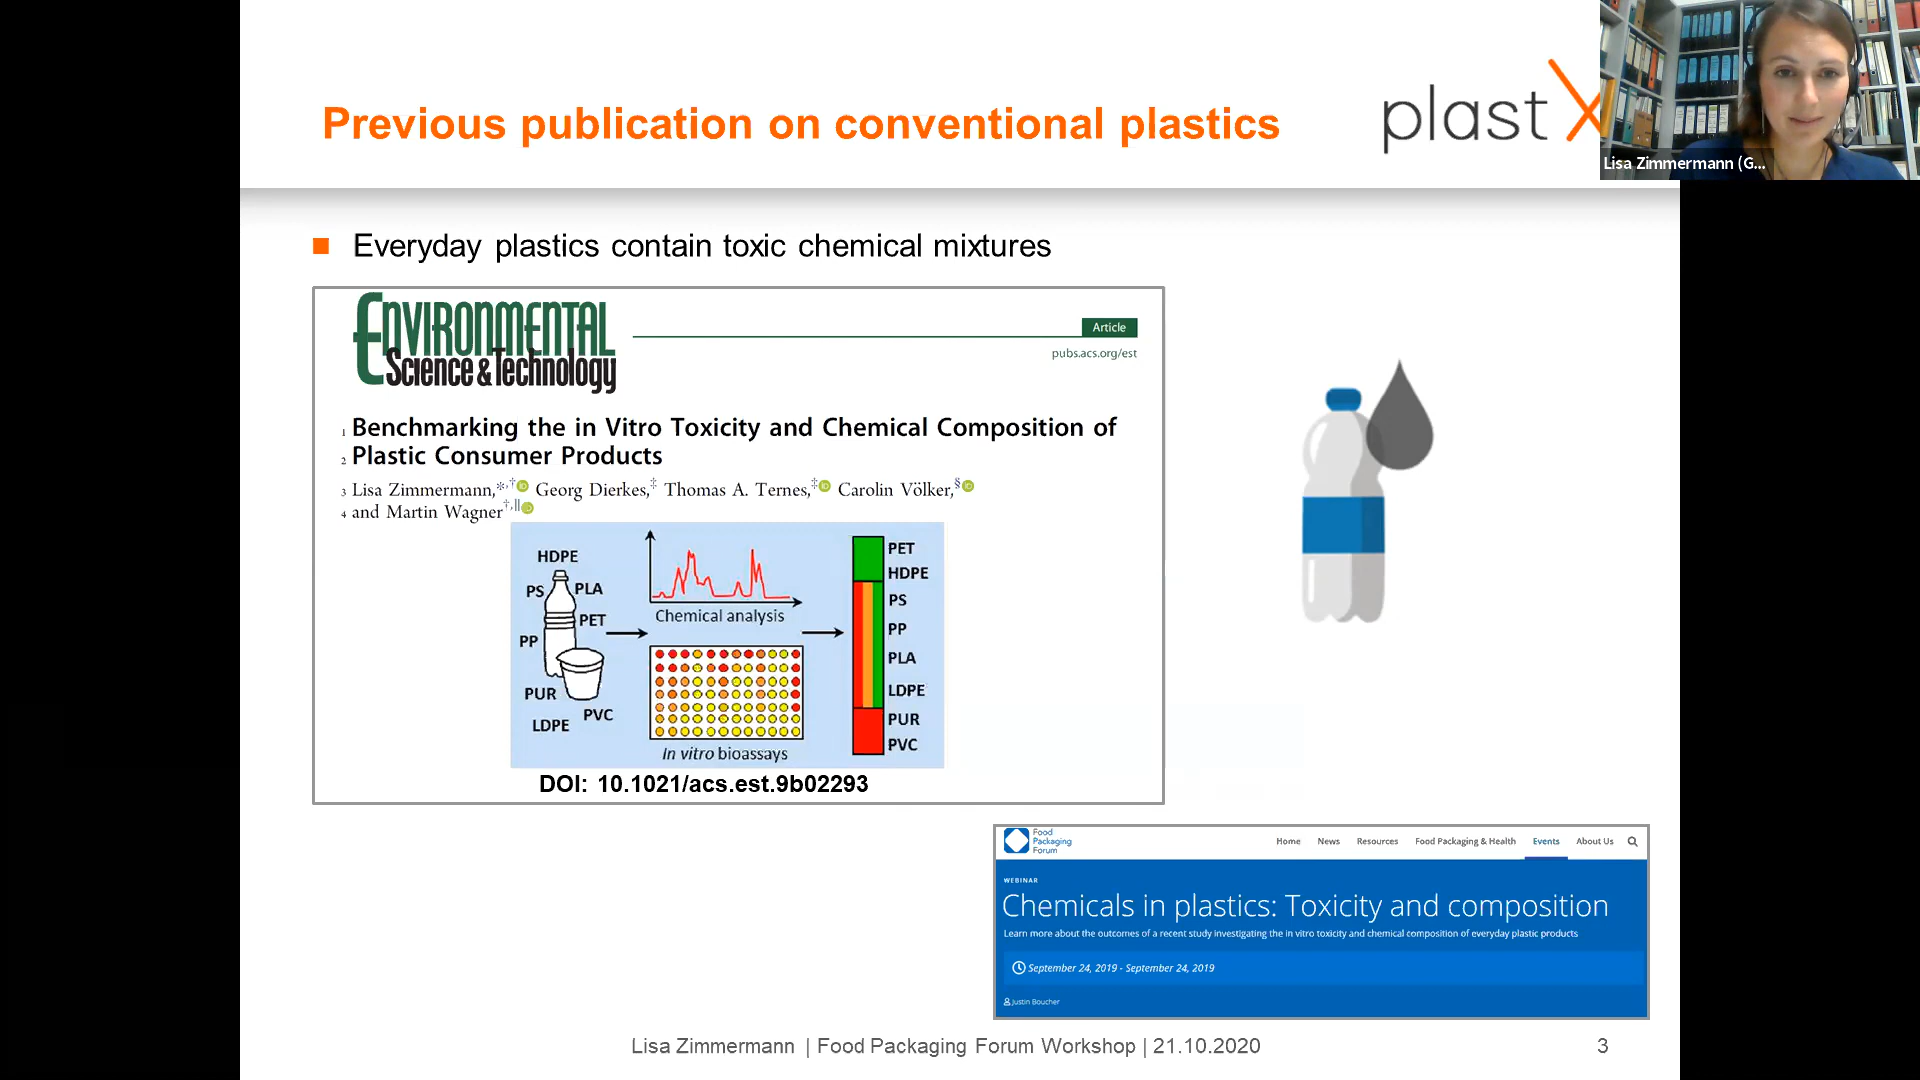 Previous publication on conventional plastics
plastX
Lisa Zimmermann (G...
Everyday plastics contain toxic chemical mixtures
Environmental
Science & Technology
Article
pubs.acs.org/est
1 Benchmarking the in Vitro Toxicity and Chemical Composition of
2 Plastic Consumer Products
3 Lisa Zimmermann,*,† Georg Dierkes,‡ Thomas A. Ternes,‡ Carolin Völker,§
4 and Martin Wagner†,||
HDPE
PS
PLA
PET
PP
PUR
PVC
LDPE
Chemical analysis
In vitro bioassays
PET
HDPE
PS
PP
PLA
LDPE
PUR
PVC
DOI: 10.1021/acs.est.9b02293
Food
Packaging
Forum
Home News Resources Food Packaging & Health Events About Us
WEBINAR
Chemicals in plastics: Toxicity and composition
Learn more about the outcomes of a recent study investigating the in vitro toxicity and chemical composition of everyday plastic products
September 24, 2019 - September 24, 2019
Justin Boucher
Lisa Zimmermann | Food Packaging Forum Workshop | 21.10.2020
3